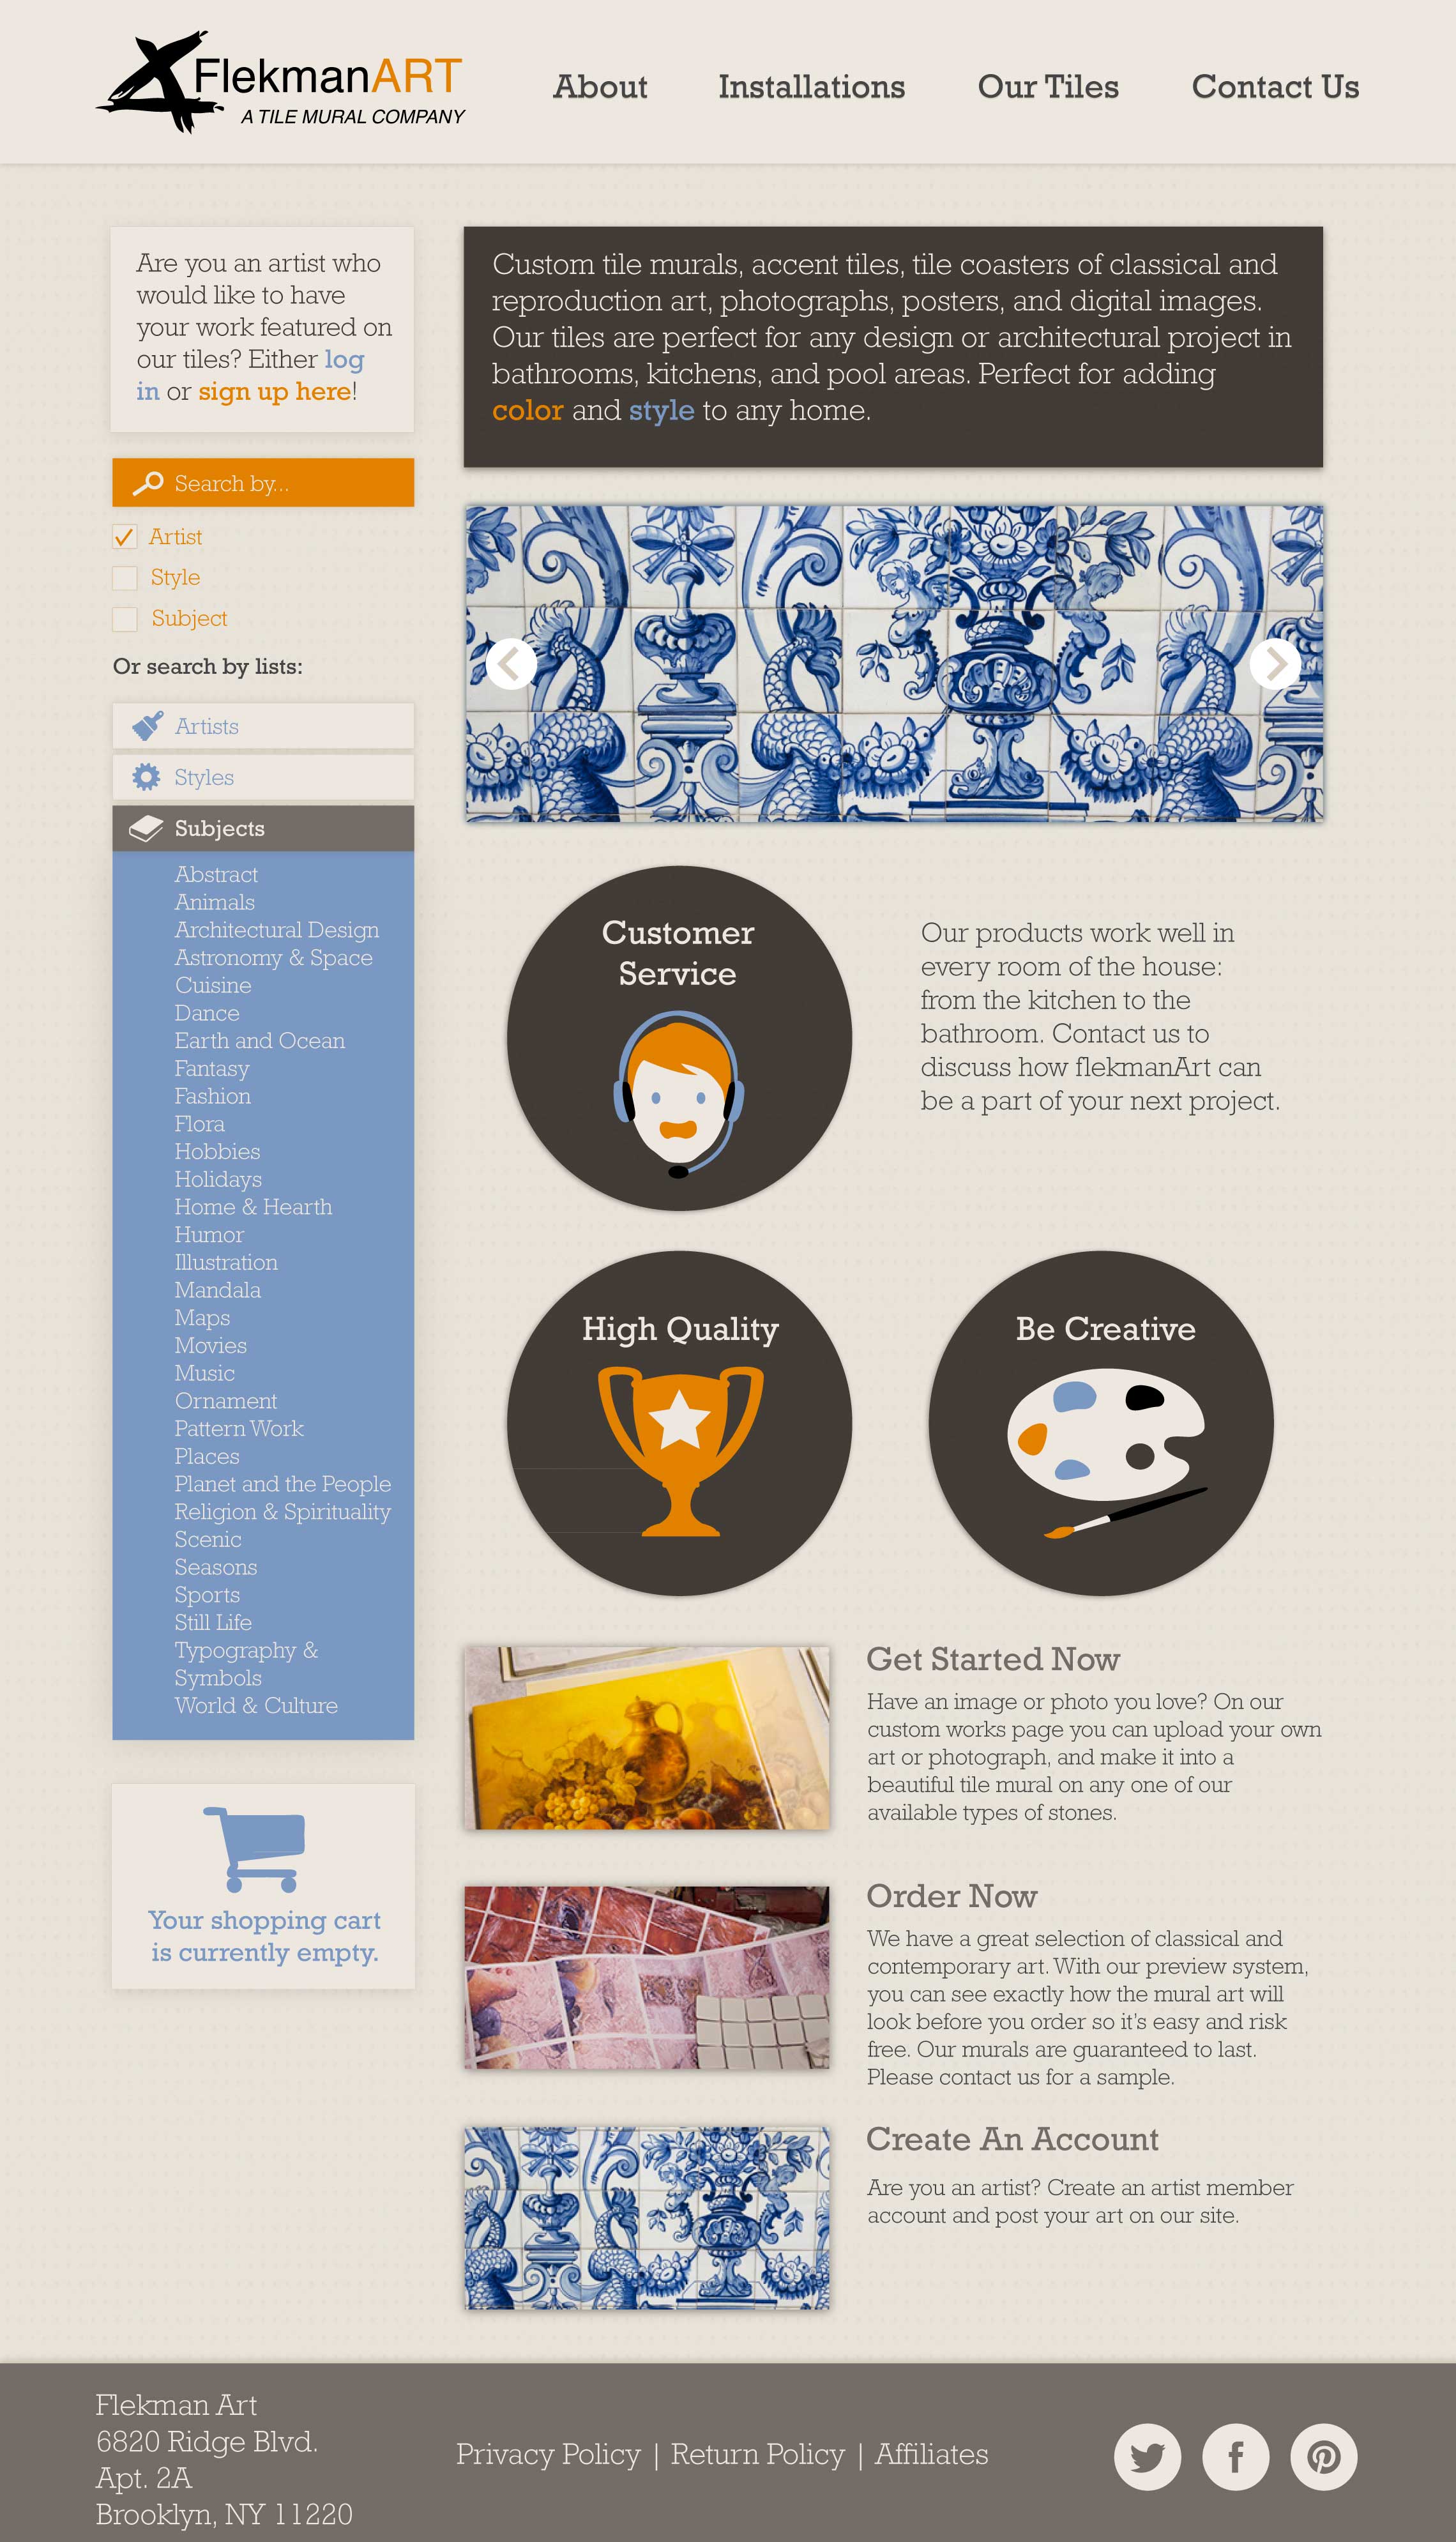 FlekmanART
A TILE MURAL COMPANY
About
Installations
Our Tiles
Contact Us
Are you an artist who
would like to have
your work featured on
our tiles? Either log
in or sign up here!
Search by...
Artist
Style
Subject
Or search by lists:
Artists
Styles
Subjects
Abstract
Animals
Architectural Design
Astronomy & Space
Cuisine
Dance
Earth and Ocean
Fantasy
Fashion
Flora
Hobbies
Holidays
Home & Hearth
Humor
Illustration
Mandala
Maps
Movies
Music
Ornament
Pattern Work
Places
Planet and the People
Religion & Spirituality
Scenic
Seasons
Sports
Still Life
Typography &
Symbols
World & Culture
Your shopping cart
is currently empty.
Custom tile murals, accent tiles, tile coasters of classical and
reproduction art, photographs, posters, and digital images.
Our tiles are perfect for any design or architectural project in
bathrooms, kitchens, and pool areas. Perfect for adding
color and style to any home.
Customer
Service
Our products work well in
every room of the house:
from the kitchen to the
bathroom. Contact us to
discuss how flekmanArt can
be a part of your next project.
High Quality
Be Creative
Get Started Now
Have an image or photo you love? On our
custom works page you can upload your own
art or photograph, and make it into a
beautiful tile mural on any one of our
available types of stones.
Order Now
We have a great selection of classical and
contemporary art. With our preview system,
you can see exactly how the mural art will
look before you order so it's easy and risk
free. Our murals are guaranteed to last.
Please contact us for a sample.
Create An Account
Are you an artist? Create an artist member
account and post your art on our site.
Flekman Art
6820 Ridge Blvd.
Apt. 2A
Brooklyn, NY 11220
Privacy Policy | Return Policy | Affiliates